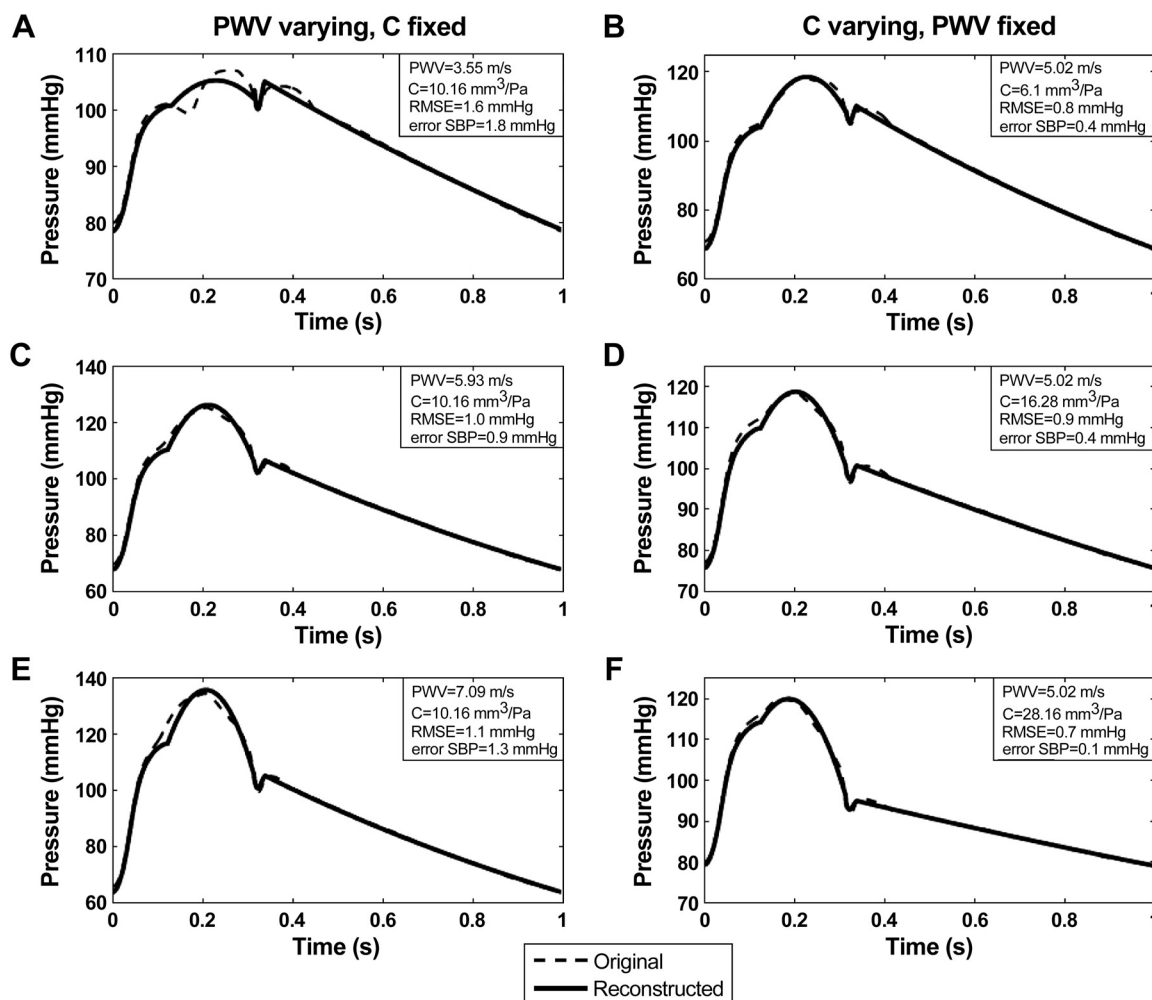 PWV varying, C fixed
C varying, PWV fixed
A
110
100
90
80
70
Pressure (mmHg)
0 0.2 0.4 0.6 0.8 1
Time (s)
PWV=3.55 m/s
C=10.16 mm³/Pa
RMSE=1.6 mmHg
error SBP=1.8 mmHg
B
120
100
80
60
Pressure (mmHg)
0 0.2 0.4 0.6 0.8 1
Time (s)
PWV=5.02 m/s
C=6.1 mm³/Pa
RMSE=0.8 mmHg
error SBP=0.4 mmHg
C
140
120
100
80
60
Pressure (mmHg)
0 0.2 0.4 0.6 0.8 1
Time (s)
PWV=5.93 m/s
C=10.16 mm³/Pa
RMSE=1.0 mmHg
error SBP=0.9 mmHg
D
120
110
100
90
80
70
Pressure (mmHg)
0 0.2 0.4 0.6 0.8 1
Time (s)
PWV=5.02 m/s
C=16.28 mm³/Pa
RMSE=0.9 mmHg
error SBP=0.4 mmHg
E
140
120
100
80
60
Pressure (mmHg)
0 0.2 0.4 0.6 0.8 1
Time (s)
PWV=7.09 m/s
C=10.16 mm³/Pa
RMSE=1.1 mmHg
error SBP=1.3 mmHg
F
120
110
100
90
80
70
Pressure (mmHg)
0 0.2 0.4 0.6 0.8 1
Time (s)
PWV=5.02 m/s
C=28.16 mm³/Pa
RMSE=0.7 mmHg
error SBP=0.1 mmHg
Original
Reconstructed